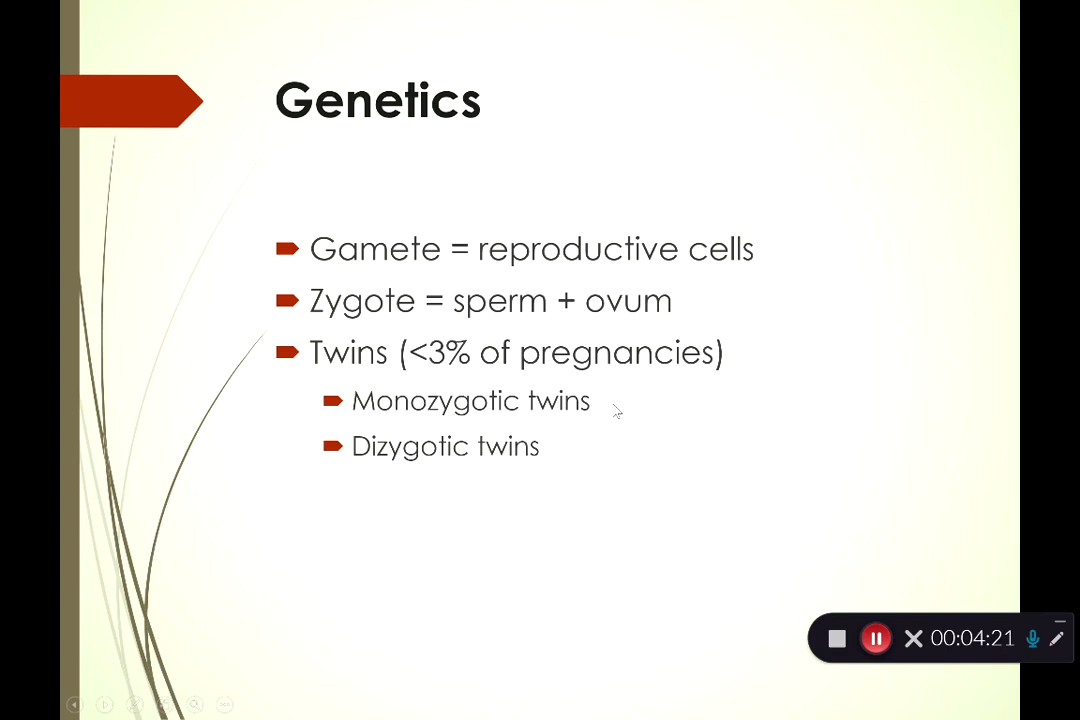 Genetics
Gamete = reproductive cells
Zygote = sperm + ovum
Twins (<3% of pregnancies)
Monozygotic twins
Dizygotic twins
00:04:21